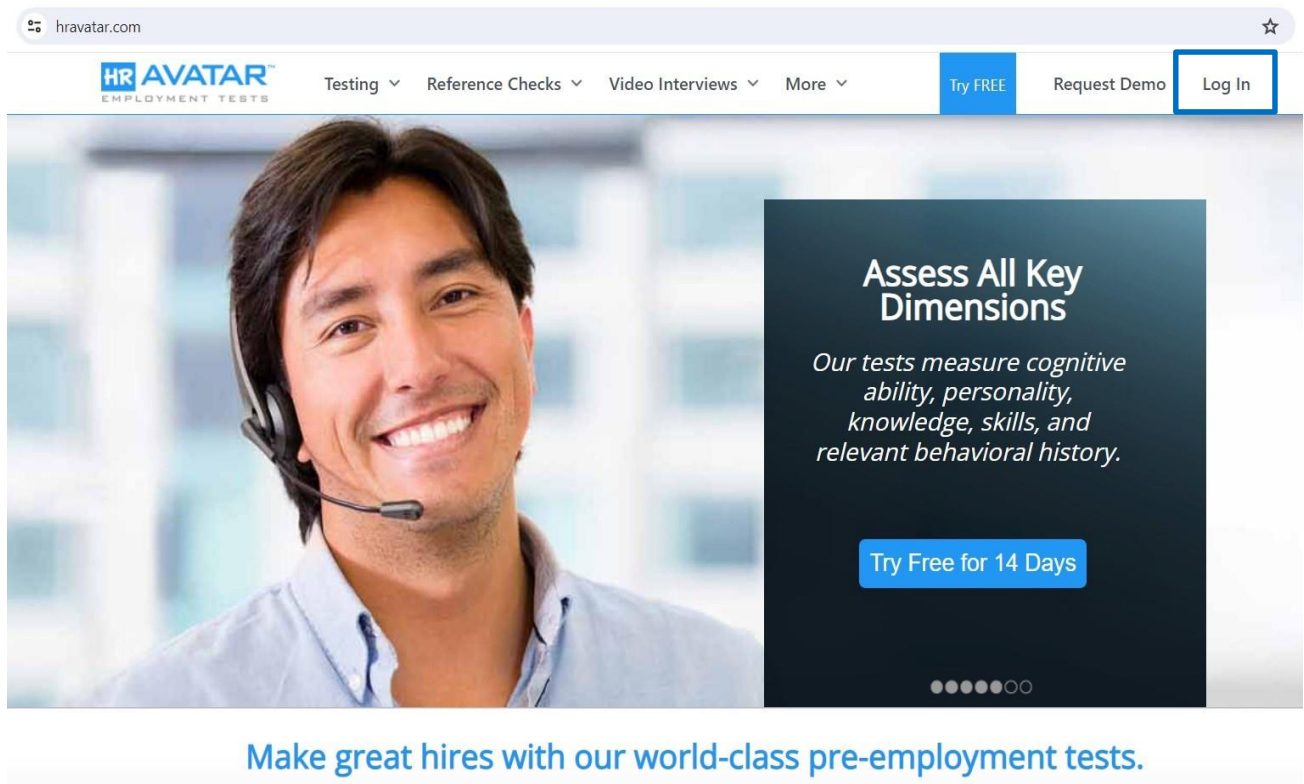 hravatar.com
HR AVATAR™
EMPLOYMENT TESTS
Testing
Reference Checks
Video Interviews
More
Try FREE
Request Demo
Log In
Assess All Key
Dimensions
Our tests measure cognitive
ability, personality,
knowledge, skills, and
relevant behavioral history.
Try Free for 14 Days
Make great hires with our world-class pre-employment tests.